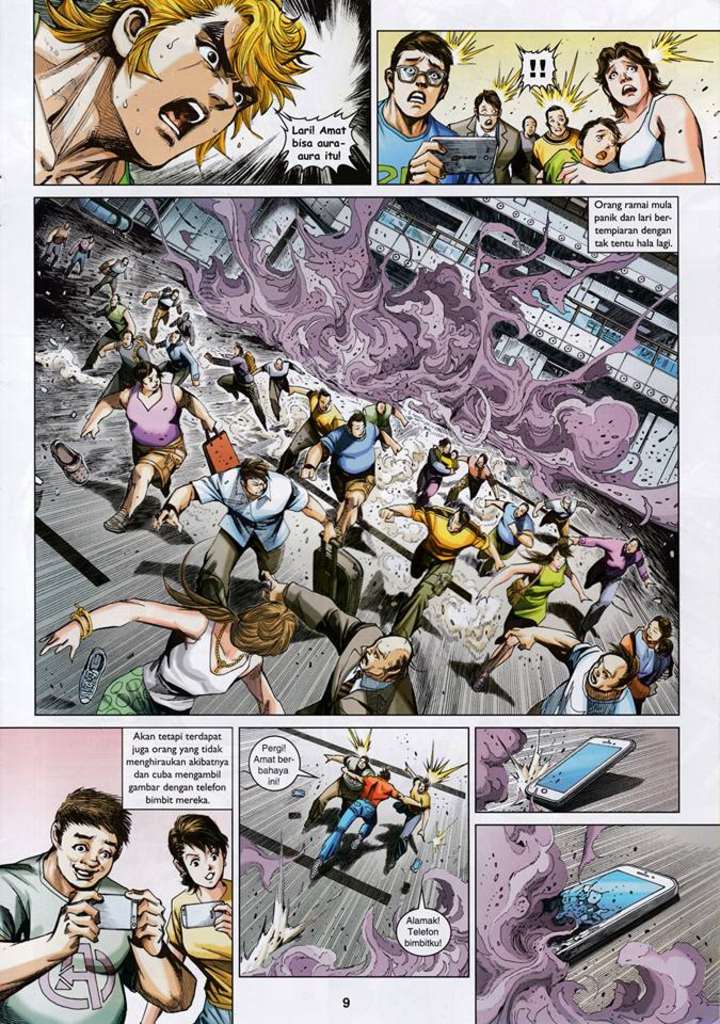 Lari! Amat
bisa aura-
aura itu!
!!
Orang ramai mula
panik dan lari ber-
tempiaran dengan
tak tentu hala lagi.
Akan tetapi terdapat
juga orang yang tidak
menghiraukan akibatnya
dan cuba mengambil
gambar dengan telefon
bimbit mereka.
Pergi!
Amat ber-
bahaya
ini!
Alamak!
Telefon
bimbitku!
9